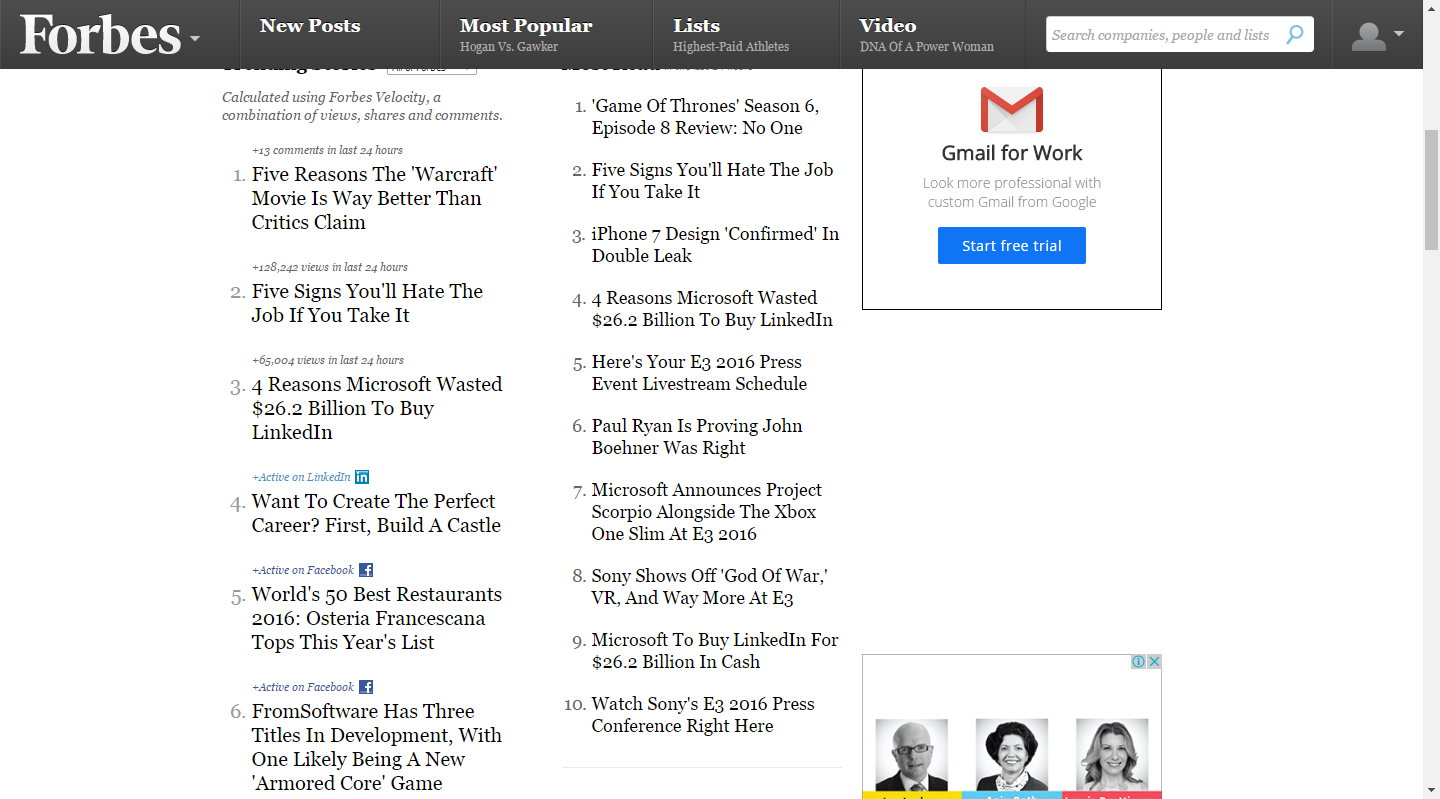 Forbes
New Posts
Most Popular
Hogan Vs. Gawker
Lists
Highest-Paid Athletes
Video
DNA Of A Power Woman
Search companies, people and lists
Calculated using Forbes Velocity, a
combination of views, shares and comments.
+13 comments in last 24 hours
1. Five Reasons The 'Warcraft'
Movie Is Way Better Than
Critics Claim
+128,242 views in last 24 hours
2. Five Signs You'll Hate The
Job If You Take It
+65,004 views in last 24 hours
3. 4 Reasons Microsoft Wasted
$26.2 Billion To Buy
LinkedIn
+Active on LinkedIn in
4. Want To Create The Perfect
Career? First, Build A Castle
+Active on Facebook f
5. World's 50 Best Restaurants
2016: Osteria Francescana
Tops This Year's List
+Active on Facebook f
6. FromSoftware Has Three
Titles In Development, With
One Likely Being A New
'Armored Core' Game
1. 'Game Of Thrones' Season 6,
Episode 8 Review: No One
2. Five Signs You'll Hate The Job
If You Take It
3. iPhone 7 Design 'Confirmed' In
Double Leak
4. 4 Reasons Microsoft Wasted
$26.2 Billion To Buy LinkedIn
5. Here's Your E3 2016 Press
Event Livestream Schedule
6. Paul Ryan Is Proving John
Boehner Was Right
7. Microsoft Announces Project
Scorpio Alongside The Xbox
One Slim At E3 2016
8. Sony Shows Off 'God Of War,'
VR, And Way More At E3
9. Microsoft To Buy LinkedIn For
$26.2 Billion In Cash
10. Watch Sony's E3 2016 Press
Conference Right Here
Gmail for Work
Look more professional with
custom Gmail from Google
Start free trial